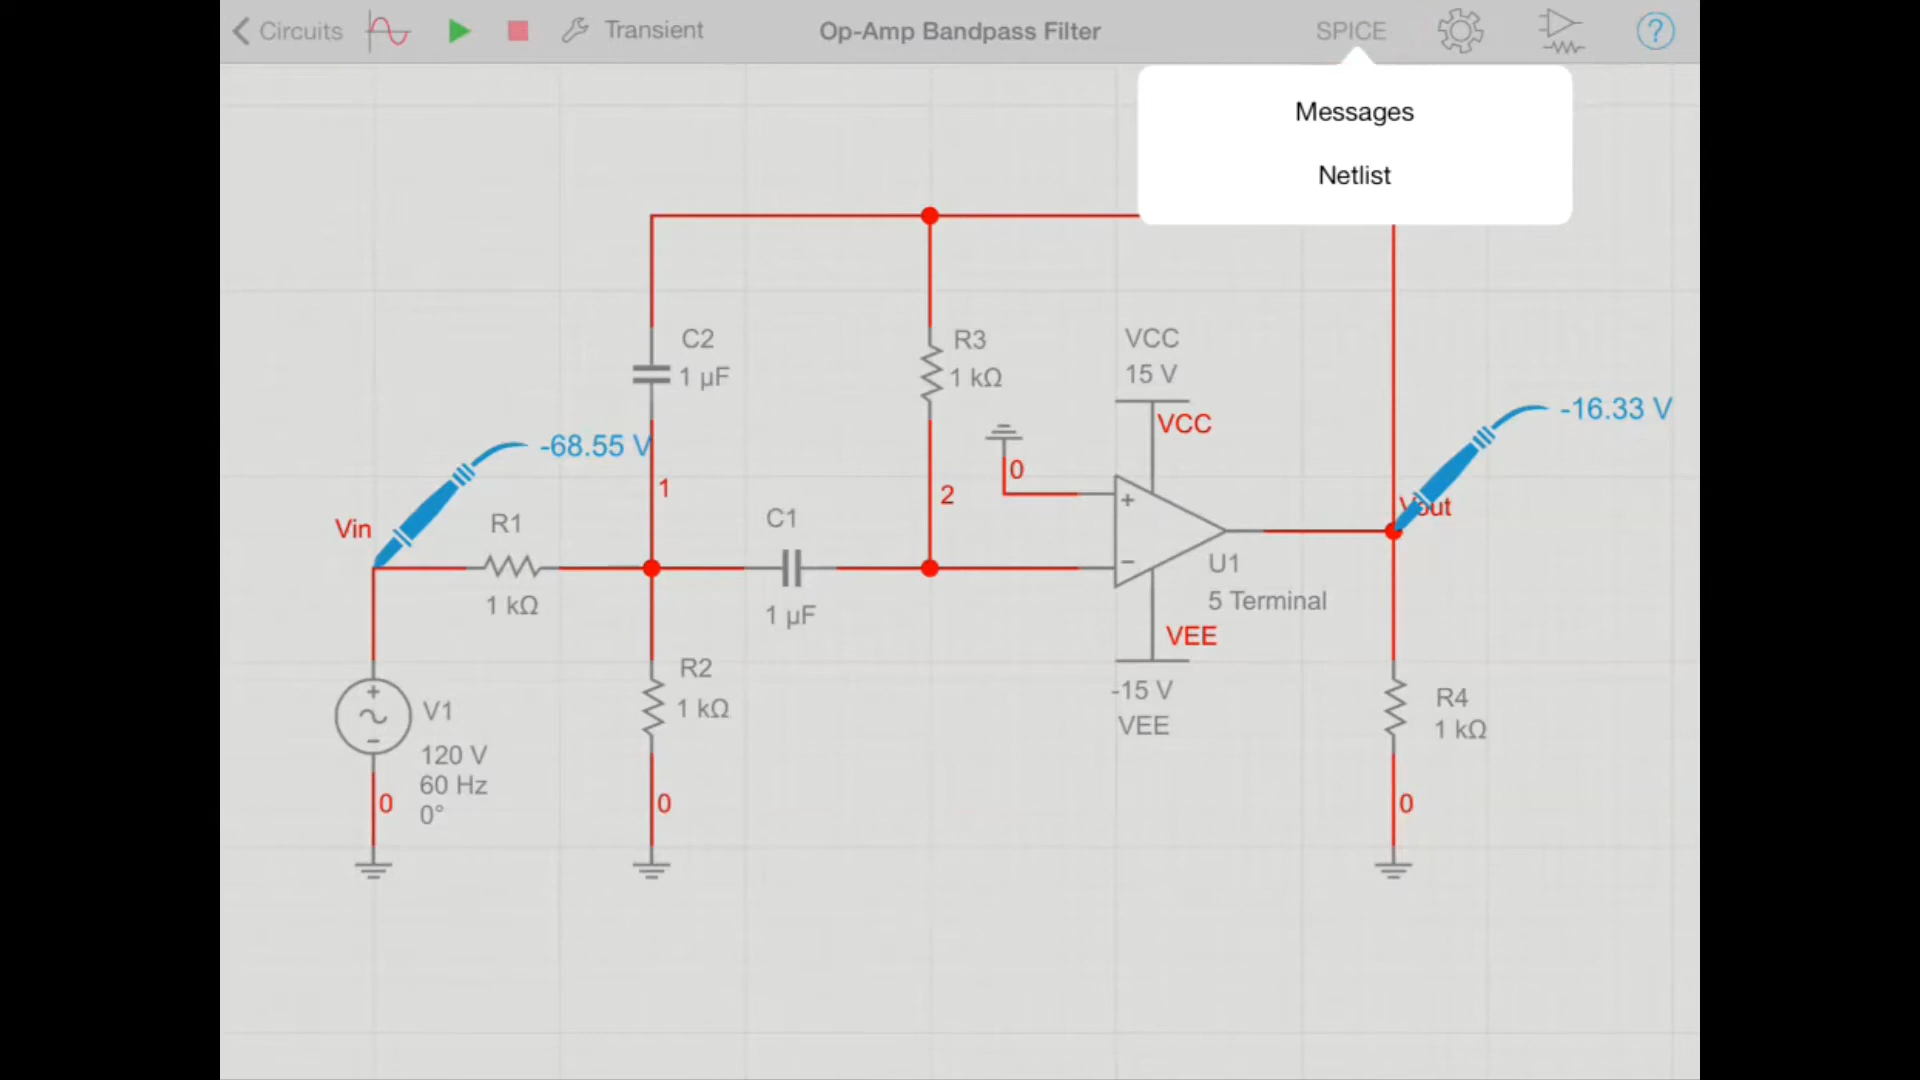 Circuits
Transient
Op-Amp Bandpass Filter
SPICE
?
Messages
Netlist
C2
1 µF
R3
1 kΩ
VCC
15 V
VCC
-16.33 V
-68.55 V
0
1
2
Vout
Vin
R1
1 kΩ
C1
1 µF
U1
5 Terminal
VEE
-15 V
VEE
R2
1 kΩ
V1
120 V
60 Hz
0°
R4
1 kΩ
0
0
0